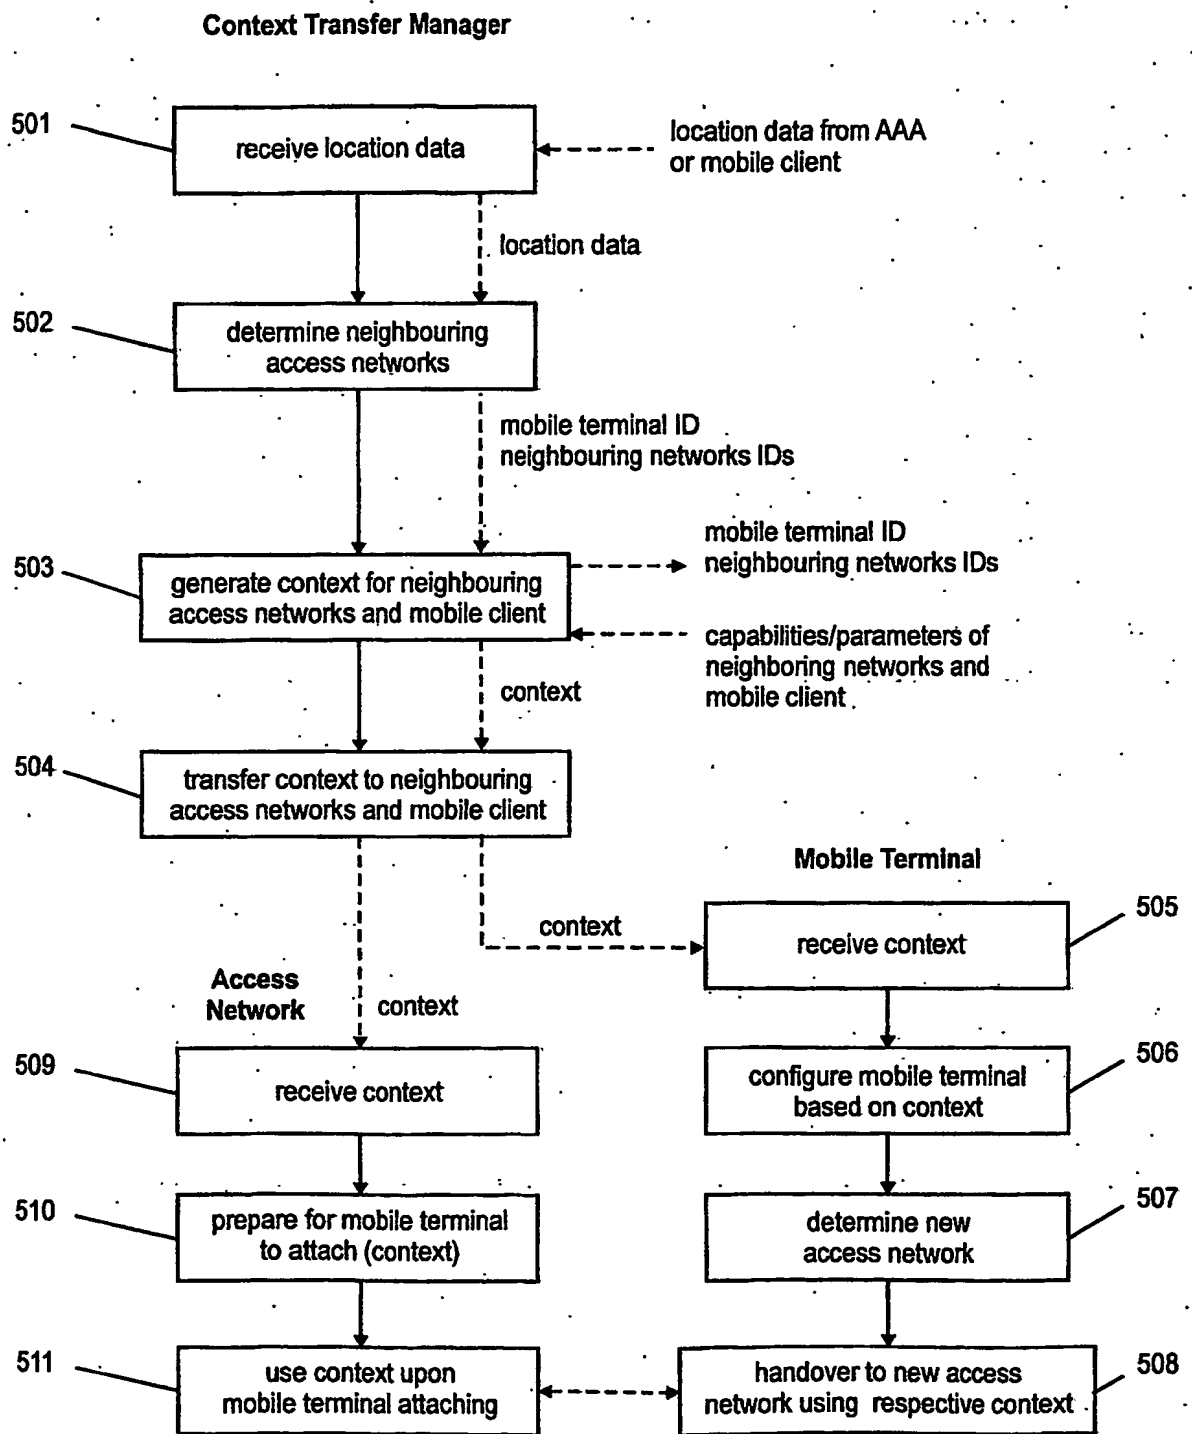 Context Transfer Manager
501
receive location data
location data from AAA
or mobile client
location data
502
determine neighbouring
access networks
mobile terminal ID
neighbouring networks IDs
503
generate context for neighbouring
access networks and mobile client
mobile terminal ID
neighbouring networks IDs
capabilities/parameters of
neighboring networks and
mobile client
context
504
transfer context to neighbouring
access networks and mobile client
Mobile Terminal
context
505
receive context
Access
Network
context
509
receive context
506
configure mobile terminal
based on context
510
prepare for mobile terminal
to attach (context)
507
determine new
access network
511
use context upon
mobile terminal attaching
508
handover to new access
network using respective context